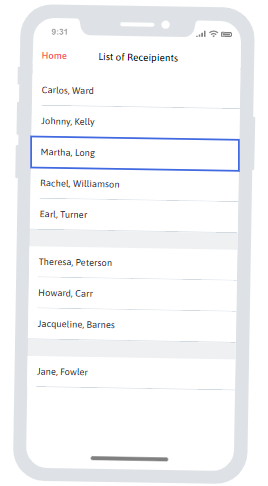 9:31
Home
List of Receipients
Carlos, Ward
Johnny, Kelly
Martha, Long
Rachel, Williamson
Earl, Turner
Theresa, Peterson
Howard, Carr
Jacqueline, Barnes
Jane, Fowler